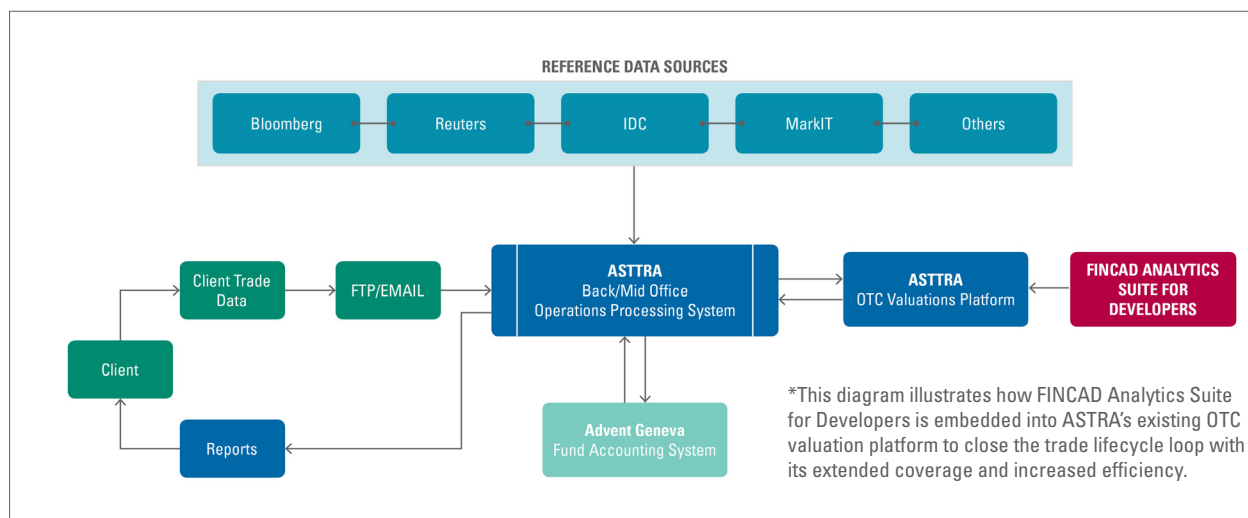 REFERENCE DATA SOURCES
Bloomberg
Reuters
IDC
MarkIT
Others
Client Trade
Data
FTP/EMAIL
ASTTRA
Back/Mid Office
Operations Processing System
ASTTRA
OTC Valuations Platform
FINCAD ANALYTICS
SUITE FOR
DEVELOPERS
Client
Reports
Advent Geneva
Fund Accounting System
*This diagram illustrates how FINCAD Analytics Suite
for Developers is embedded into ASTRA's existing OTC
valuation platform to close the trade lifecycle loop with
its extended coverage and increased efficiency.